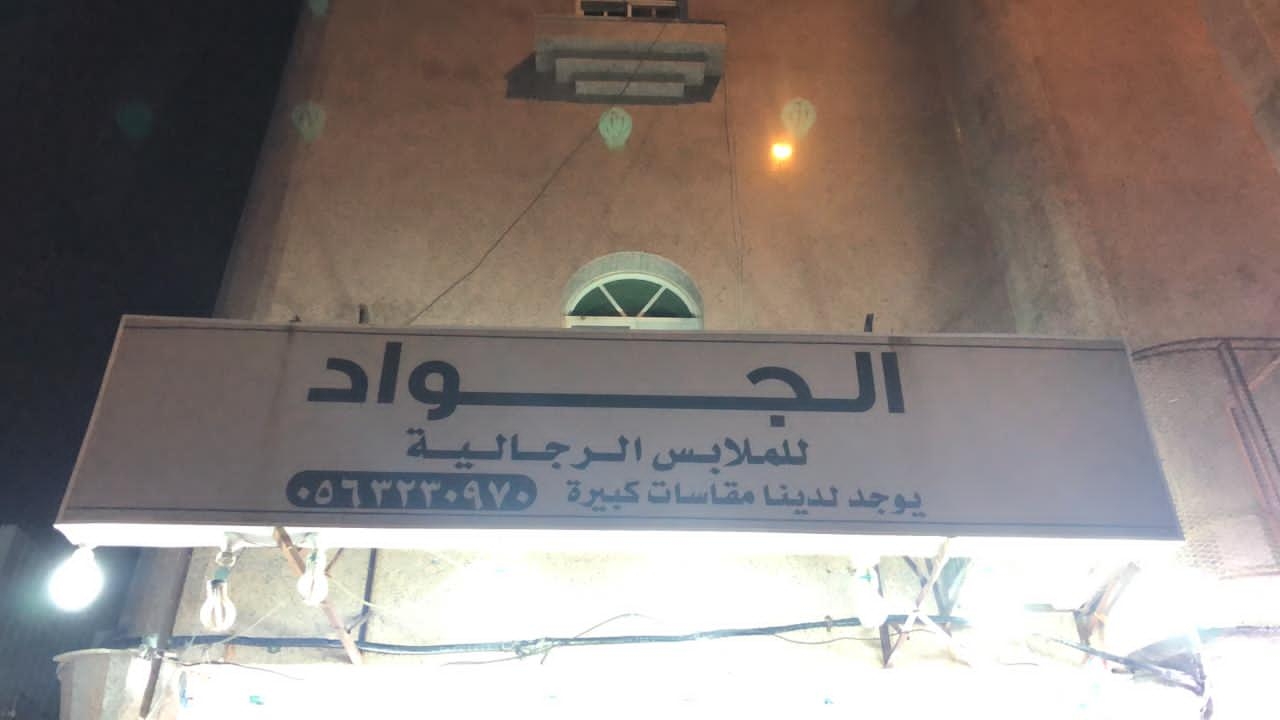 الجواد
للملابس الرجالية
يوجد لدينا مقاسات كبيرة ٠٥٦٣٢٣٠٩٧٠